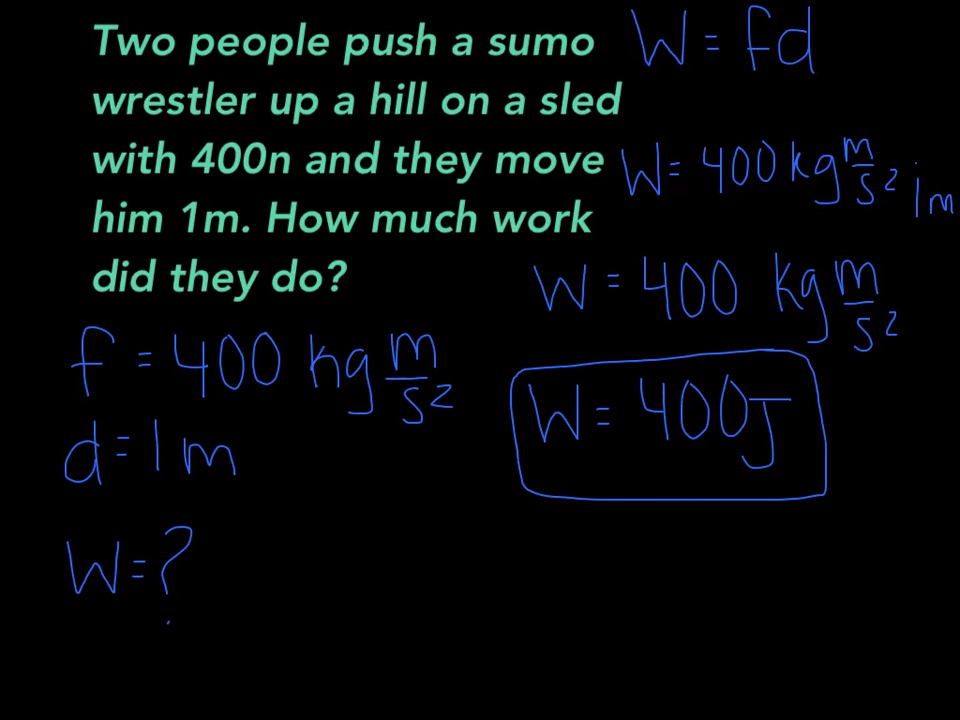 Two people push a sumo
wrestler up a hill on a sled
with 400n and they move
him 1m. How much work
did they do?
f = 400 kg m/s²
d = 1m
W = ?
W = fd
W = 400 kg m/s² 1m
W = 400 kg m/s²
W = 400J